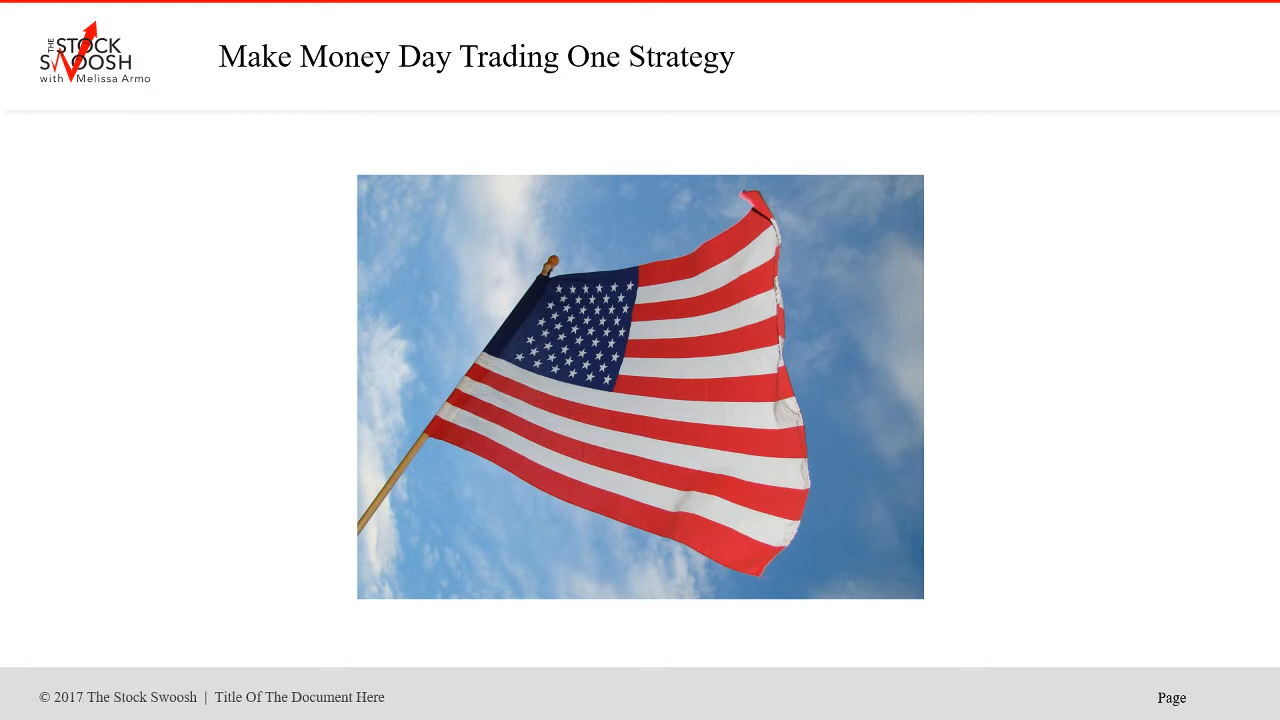 THE STOCK
SWOOSH
with Melissa Armo
Make Money Day Trading One Strategy
© 2017 The Stock Swoosh | Title Of The Document Here
Page